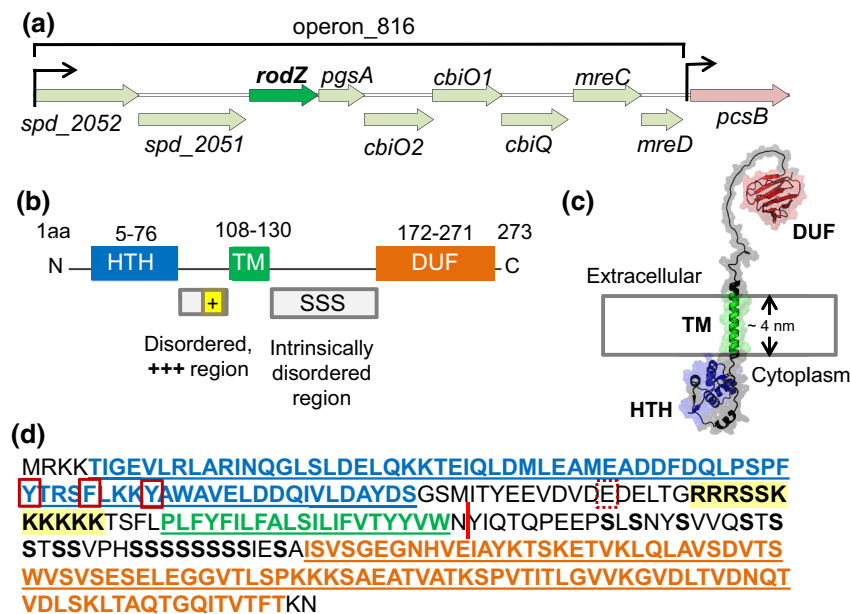 (a)
operon_816
rodZ pgsA cbiO1 mreC
spd_2052 spd_2051 cbiO2 cbiQ mreD pcsB
(b)
1aa 5-76 108-130 172-271 273
N HTH TM DUF C
+ SSS
Disordered, +++ region
Intrinsically disordered region
(c)
DUF
Extracellular
TM ~ 4 nm
Cytoplasm
HTH
(d)
MRKKTIGEVLRLARINQGLSLDELQKKTEIQLDMLEAMEADDFDQLPSPF
YTRSFLKKYAWAVELDDQIVLDAYDSGSMITYEEVDVDEDELTGRRRSSK
KKKKKTSFLPLFYFILFALSILIFVTYYVWNYIQTQPEEPSLSNYSVVQSTS
STSSVPHSSSSSSSSSIESAISVSGEGNHVEIAYKTSKETVKLQLAVSDVTS
WVSVSESELEGGVTLSPKKKSAEATVATKSPVTITLGVVKGVDLTVDNQT
VDLSKLTAQTGQITVTFTKN